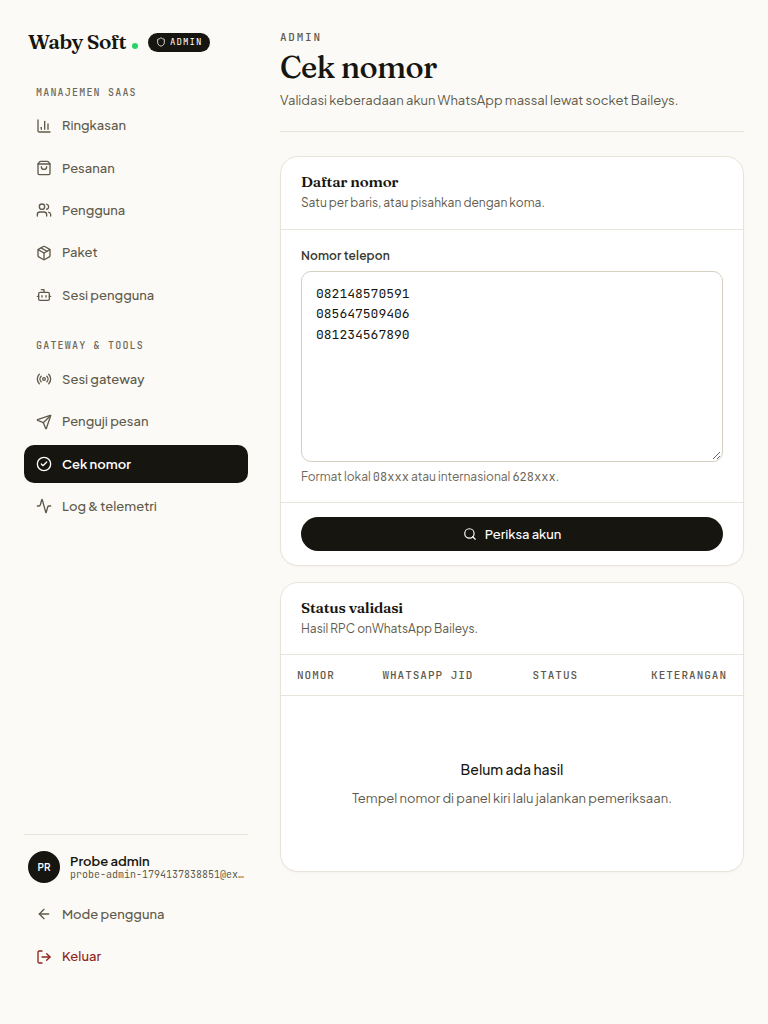 Waby Soft
ADMIN
MANAJEMEN SAAS
Ringkasan
Pesanan
Pengguna
Paket
Sesi pengguna
GATEWAY & TOOLS
Sesi gateway
Penguji pesan
Cek nomor
Log & telemetri
PR
Probe admin
probe-admin-1794137838851@ex…
Mode pengguna
Keluar
ADMIN
Cek nomor
Validasi keberadaan akun WhatsApp massal lewat socket Baileys.
Daftar nomor
Satu per baris, atau pisahkan dengan koma.
Nomor telepon
082148570591
085647509406
081234567890
Format lokal 08xxx atau internasional 628xxx.
Periksa akun
Status validasi
Hasil RPC onWhatsApp Baileys.
NOMOR WHATSAPP JID STATUS KETERANGAN
Belum ada hasil
Tempel nomor di panel kiri lalu jalankan pemeriksaan.